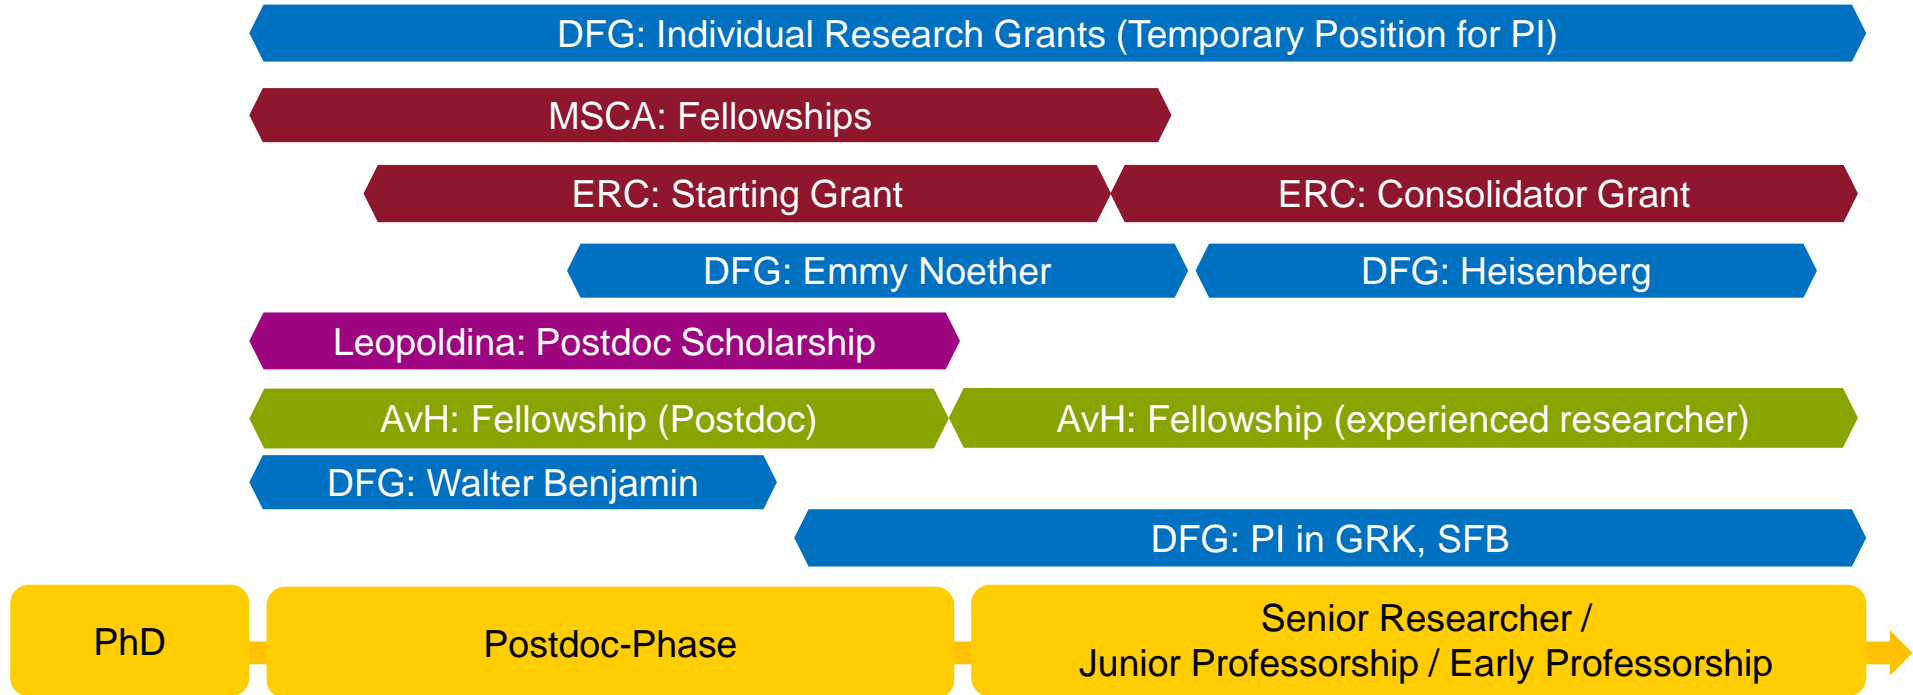 DFG: Individual Research Grants (Temporary Position for PI)
MSCA: Fellowships
ERC: Starting Grant
ERC: Consolidator Grant
DFG: Emmy Noether
DFG: Heisenberg
Leopoldina: Postdoc Scholarship
AvH: Fellowship (Postdoc)
AvH: Fellowship (experienced researcher)
DFG: Walter Benjamin
DFG: PI in GRK, SFB
PhD
Postdoc-Phase
Senior Researcher /
Junior Professorship / Early Professorship